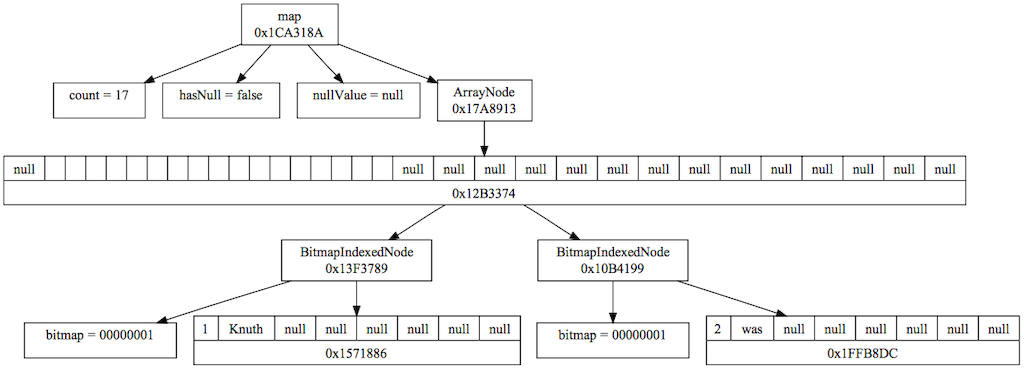 map
0x1CA318A
count = 17
hasNull = false
nullValue = null
ArrayNode
0x17A8913
null null null null null null null null null null null null null null null
0x12B3374
BitmapIndexedNode
0x13F3789
BitmapIndexedNode
0x10B4199
bitmap = 00000001
1 Knuth null null null null null null
0x1571886
bitmap = 00000001
2 was null null null null null null
0x1FFB8DC